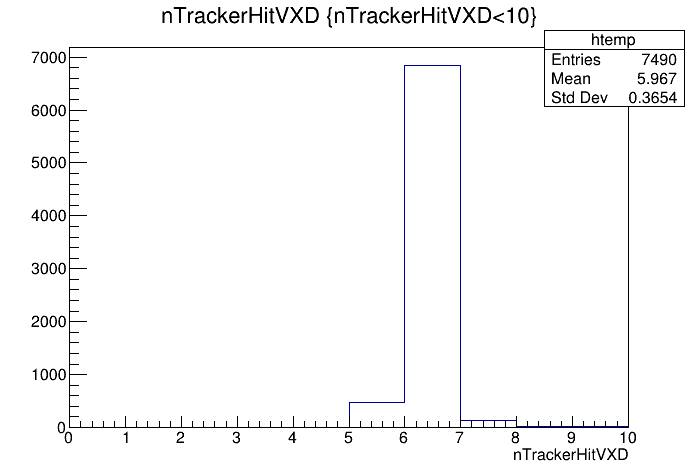 nTrackerHitVXD {nTrackerHitVXD<10}
htemp
Entries 7490
Mean 5.967
Std Dev 0.3654
7000
6000
5000
4000
3000
2000
1000
0
0 1 2 3 4 5 6 7 8 9 10
nTrackerHitVXD